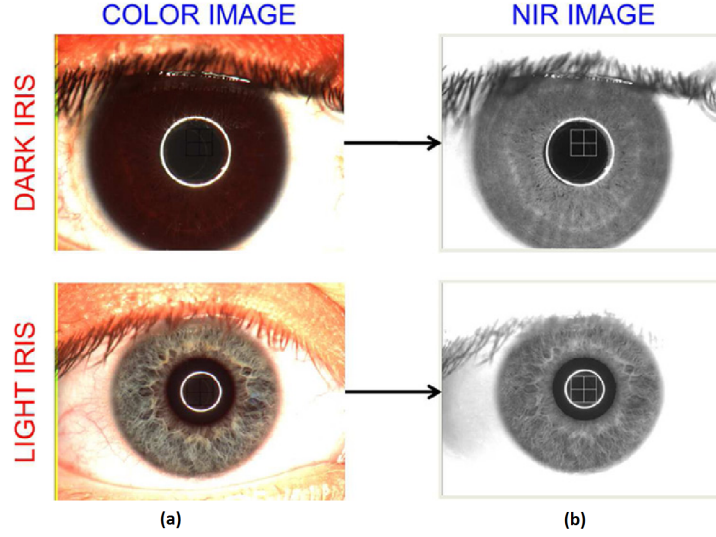 COLOR IMAGE
NIR IMAGE
DARK IRIS
LIGHT IRIS
(a)
(b)